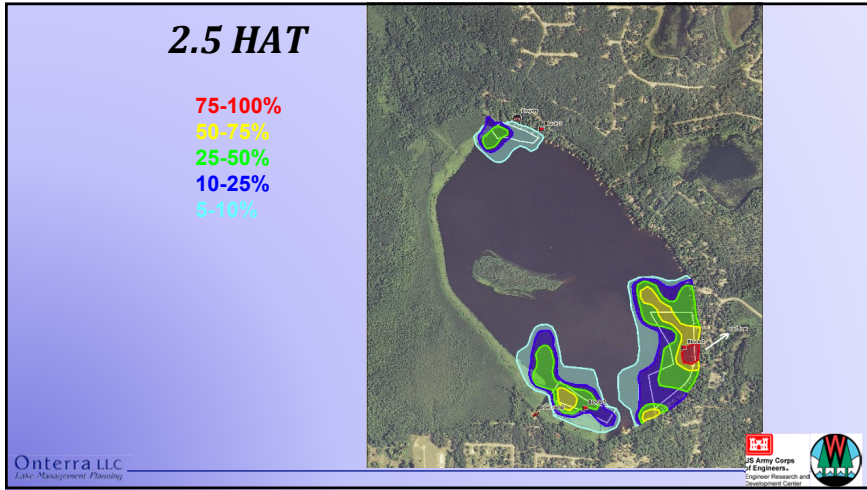 2.5 HAT
75-100%
50-75%
25-50%
10-25%
5-10%
Onterra LLC
Lake Management Planning
US Army Corps
of Engineers®
Engineer Research and
Development Center
W